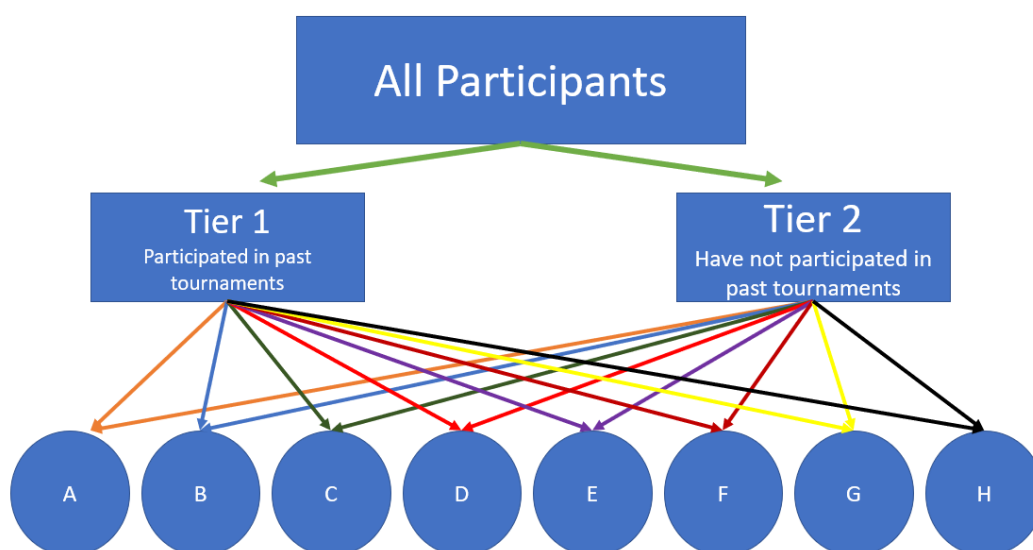 All Participants
Tier 1
Participated in past
tournaments
Tier 2
Have not participated in
past tournaments
A
B
C
D
E
F
G
H